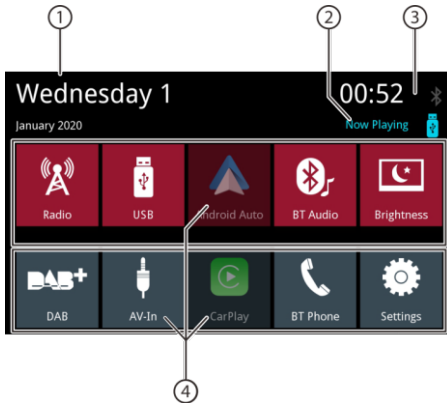 1 2 3
Wednesday 1 00:52
January 2020 Now Playing
Radio USB Android Auto BT Audio Brightness
DAB+
DAB AV-In CarPlay BT Phone Settings
4